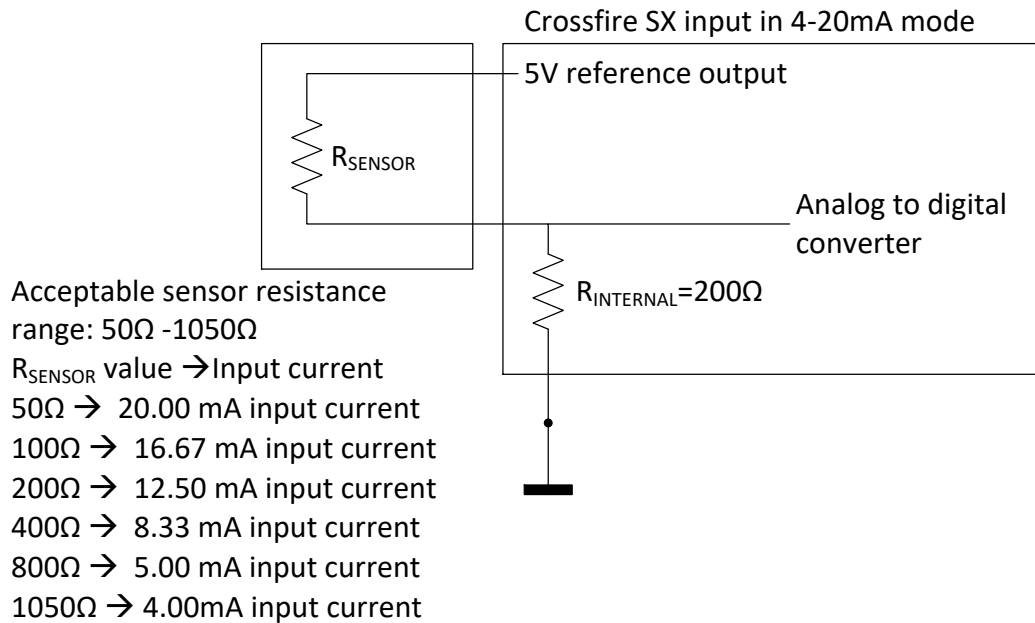 Crossfire SX input in 4-20mA mode
5V reference output
R_SENSOR
Analog to digital
converter
R_INTERNAL=200Ω
Acceptable sensor resistance
range: 50Ω -1050Ω
R_SENSOR value →Input current
50Ω → 20.00 mA input current
100Ω → 16.67 mA input current
200Ω → 12.50 mA input current
400Ω → 8.33 mA input current
800Ω → 5.00 mA input current
1050Ω → 4.00mA input current